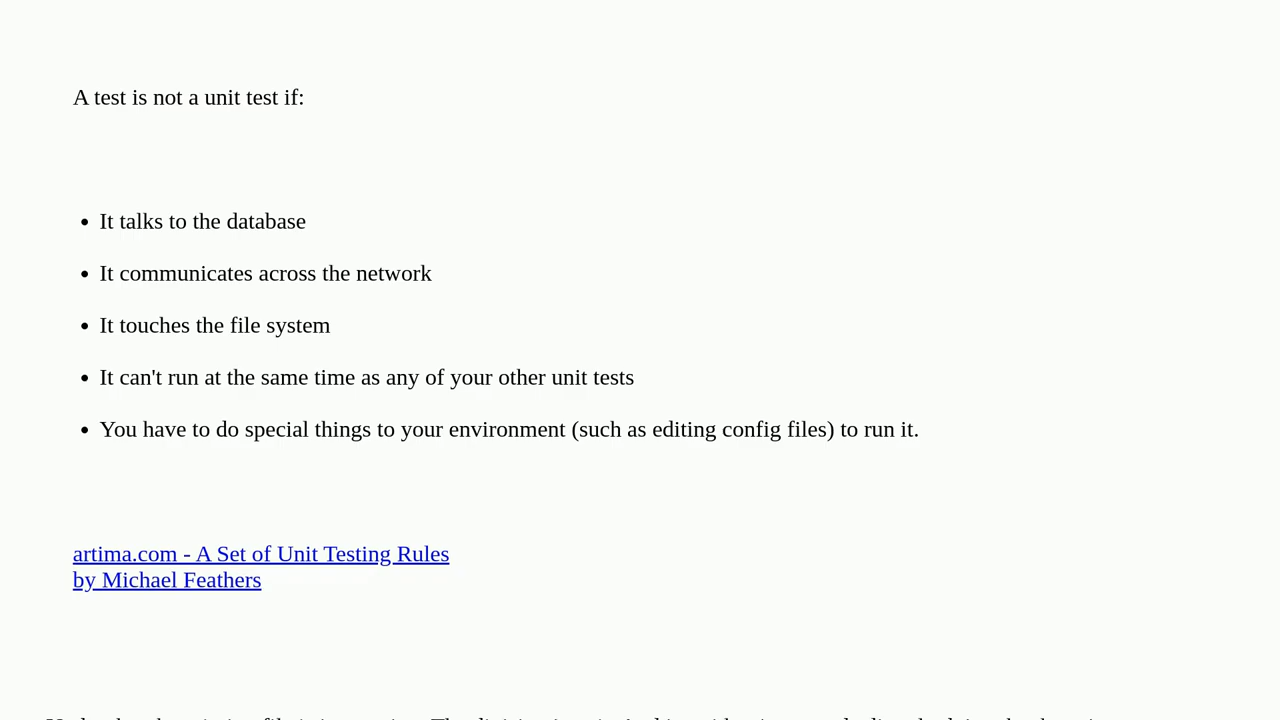 A test is not a unit test if:
• It talks to the database
• It communicates across the network
• It touches the file system
• It can't run at the same time as any of your other unit tests
• You have to do special things to your environment (such as editing config files) to run it.
artima.com - A Set of Unit Testing Rules
by Michael Feathers